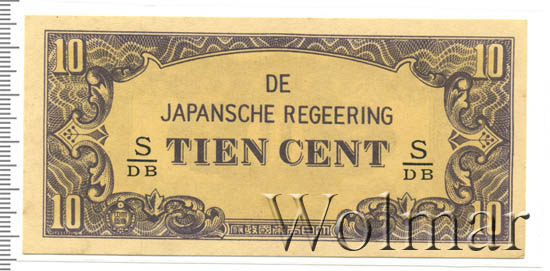 10 10
DE
JAPANSCHE REGEERING
S/DB TIEN CENT S/DB
10 10
Wolmar